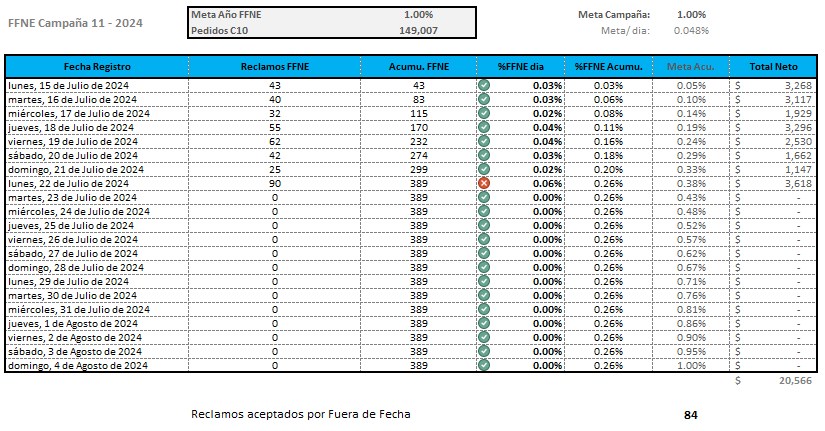 FFNE Campaña 11 - 2024
Meta Año FFNE 1.00%
Pedidos C10 149,007
Meta Campaña: 1.00%
Meta/ dia: 0.048%
Fecha Registro Reclamos FFNE Acumu. FFNE %FFNE dia %FFNE Acumu. Meta Acu. Total Neto
lunes, 15 de Julio de 2024 43 43 0.03% 0.03% 0.05% $ 3,268
martes, 16 de Julio de 2024 40 83 0.03% 0.06% 0.10% $ 3,117
miércoles, 17 de Julio de 2024 32 115 0.02% 0.08% 0.14% $ 1,929
jueves, 18 de Julio de 2024 55 170 0.04% 0.11% 0.19% $ 3,296
viernes, 19 de Julio de 2024 62 232 0.04% 0.16% 0.24% $ 2,530
sábado, 20 de Julio de 2024 42 274 0.03% 0.18% 0.29% $ 1,662
domingo, 21 de Julio de 2024 25 299 0.02% 0.20% 0.33% $ 1,147
lunes, 22 de Julio de 2024 90 389 0.06% 0.26% 0.38% $ 3,618
martes, 23 de Julio de 2024 0 389 0.00% 0.26% 0.43% $ -
miércoles, 24 de Julio de 2024 0 389 0.00% 0.26% 0.48% $ -
jueves, 25 de Julio de 2024 0 389 0.00% 0.26% 0.52% $ -
viernes, 26 de Julio de 2024 0 389 0.00% 0.26% 0.57% $ -
sábado, 27 de Julio de 2024 0 389 0.00% 0.26% 0.62% $ -
domingo, 28 de Julio de 2024 0 389 0.00% 0.26% 0.67% $ -
lunes, 29 de Julio de 2024 0 389 0.00% 0.26% 0.71% $ -
martes, 30 de Julio de 2024 0 389 0.00% 0.26% 0.76% $ -
miércoles, 31 de Julio de 2024 0 389 0.00% 0.26% 0.81% $ -
jueves, 1 de Agosto de 2024 0 389 0.00% 0.26% 0.86% $ -
viernes, 2 de Agosto de 2024 0 389 0.00% 0.26% 0.90% $ -
sábado, 3 de Agosto de 2024 0 389 0.00% 0.26% 0.95% $ -
domingo, 4 de Agosto de 2024 0 389 0.00% 0.26% 1.00% $ -
$ 20,566
Reclamos aceptados por Fuera de Fecha 84